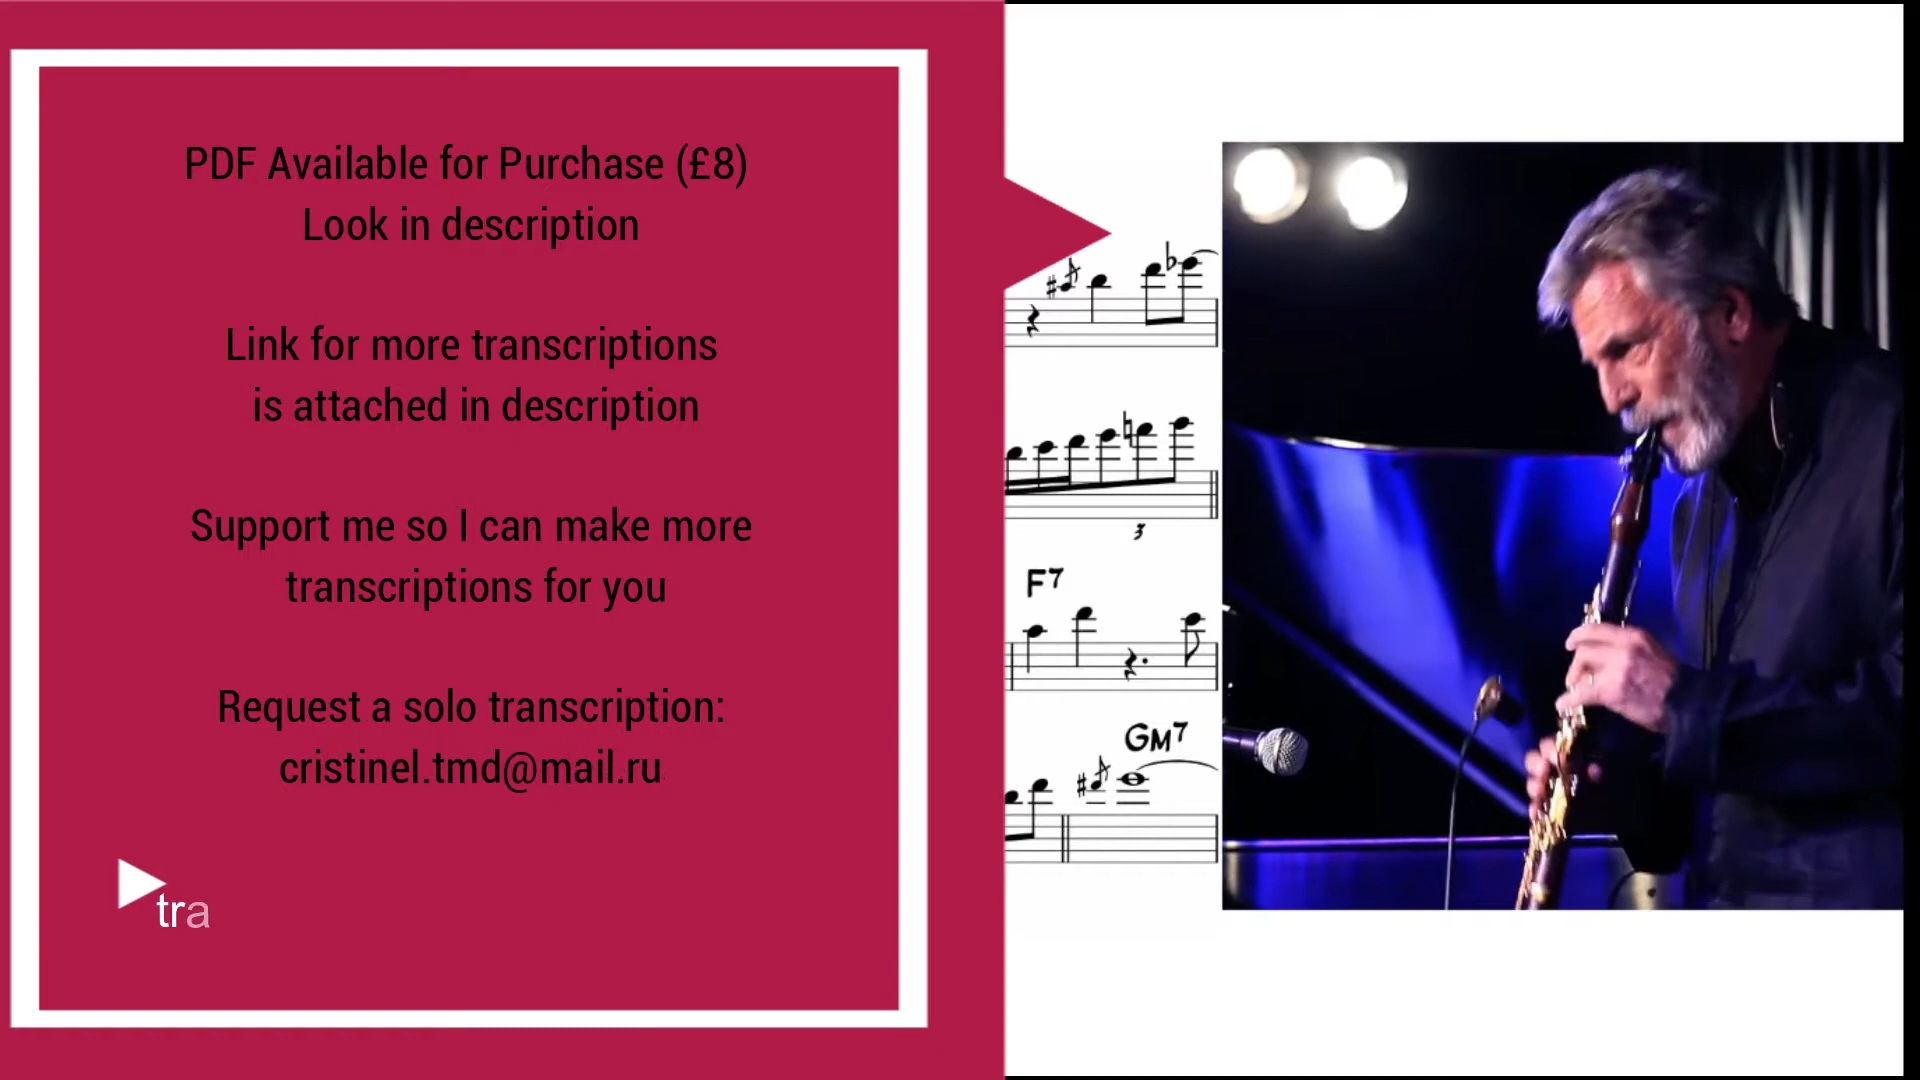 PDF Available for Purchase (£8)
Look in description
Link for more transcriptions
is attached in description
Support me so I can make more
transcriptions for you
Request a solo transcription:
cristinel.tmd@mail.ru
tra
3
F7
GM7